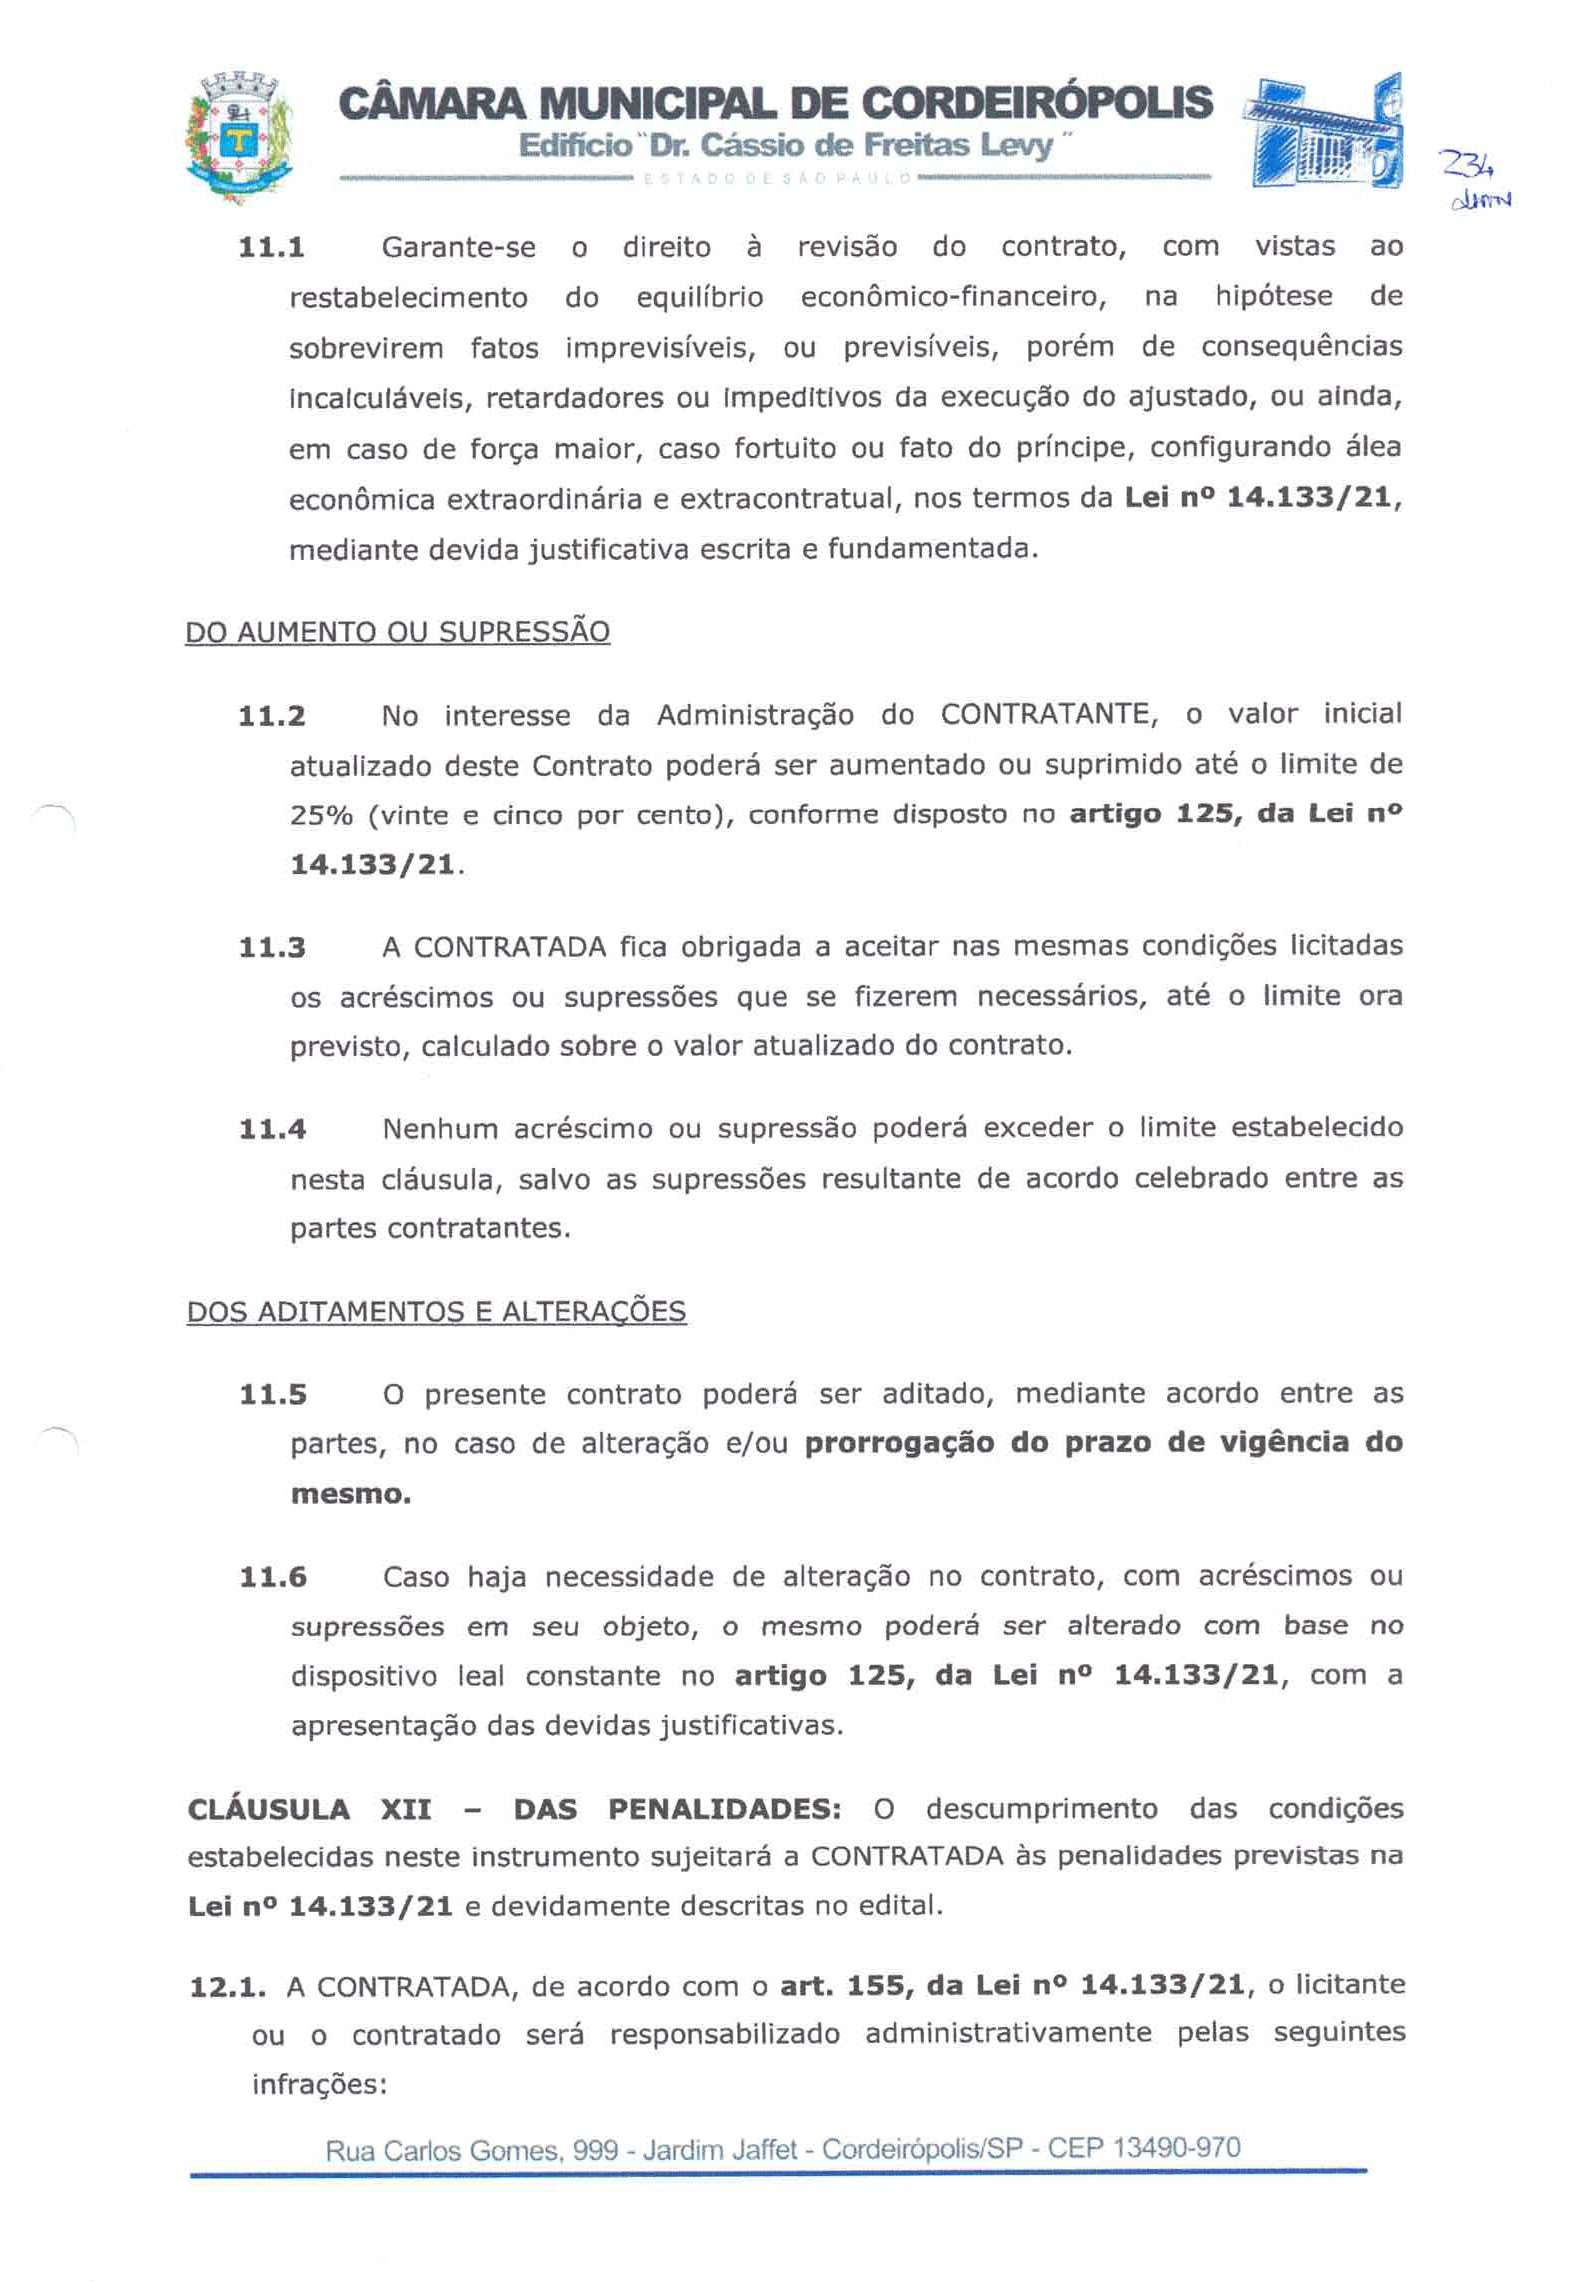 CÂMARA MUNICIPAL DE CORDEIRÓPOLIS
Edifício "Dr. Cássio de Freitas Levy"
ESTADO DE SÃO PAULO
234
11.1 Garante-se o direito à revisão do contrato, com vistas ao
restabelecimento do equilíbrio econômico-financeiro, na hipótese de
sobrevirem fatos imprevisíveis, ou previsíveis, porém de consequências
incalculáveis, retardadores ou impeditivos da execução do ajustado, ou ainda,
em caso de força maior, caso fortuito ou fato do príncipe, configurando álea
econômica extraordinária e extracontratual, nos termos da Lei nº 14.133/21,
mediante devida justificativa escrita e fundamentada.
DO AUMENTO OU SUPRESSÃO
11.2 No interesse da Administração do CONTRATANTE, o valor inicial
atualizado deste Contrato poderá ser aumentado ou suprimido até o limite de
25% (vinte e cinco por cento), conforme disposto no artigo 125, da Lei nº
14.133/21.
11.3 A CONTRATADA fica obrigada a aceitar nas mesmas condições licitadas
os acréscimos ou supressões que se fizerem necessários, até o limite ora
previsto, calculado sobre o valor atualizado do contrato.
11.4 Nenhum acréscimo ou supressão poderá exceder o limite estabelecido
nesta cláusula, salvo as supressões resultante de acordo celebrado entre as
partes contratantes.
DOS ADITAMENTOS E ALTERAÇÕES
11.5 O presente contrato poderá ser aditado, mediante acordo entre as
partes, no caso de alteração e/ou prorrogação do prazo de vigência do
mesmo.
11.6 Caso haja necessidade de alteração no contrato, com acréscimos ou
supressões em seu objeto, o mesmo poderá ser alterado com base no
dispositivo leal constante no artigo 125, da Lei nº 14.133/21, com a
apresentação das devidas justificativas.
CLÁUSULA XII - DAS PENALIDADES: O descumprimento das condições
estabelecidas neste instrumento sujeitará a CONTRATADA às penalidades previstas na
Lei nº 14.133/21 e devidamente descritas no edital.
12.1. A CONTRATADA, de acordo com o art. 155, da Lei nº 14.133/21, o licitante
ou o contratado será responsabilizado administrativamente pelas seguintes
infrações:
Rua Carlos Gomes, 999 - Jardim Jaffet - Cordeirópolis/SP - CEP 13490-970